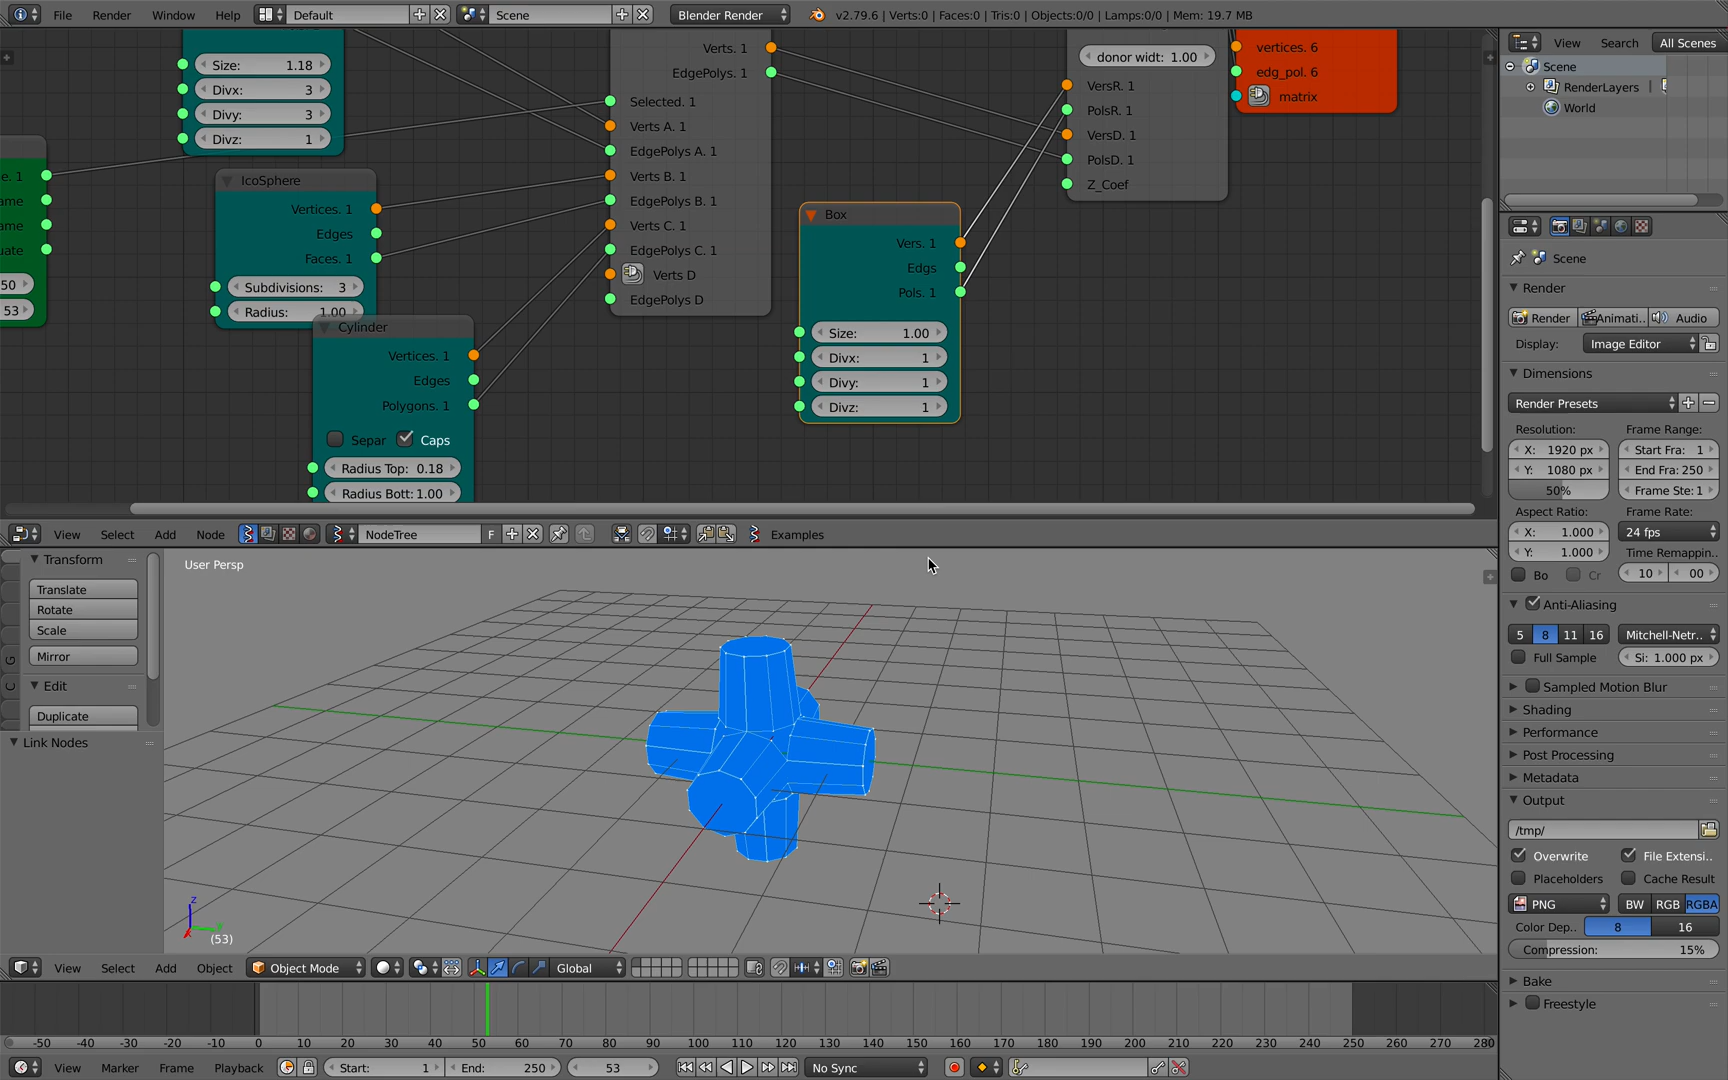 File Render Window Help Default Scene Blender Render v2.79.6 | Verts:0 | Faces:0 | Tris:0 | Objects:0/0 | Lamps:0/0 | Mem: 19.7 MB
Size: 1.18
Divx: 3
Divy: 3
Divz: 1
e. 1
ame
ame
uate
50
53
IcoSphere
Vertices. 1
Edges
Faces. 1
Subdivisions: 3
Radius: 1.00
Cylinder
Vertices. 1
Edges
Polygons. 1
Separ Caps
Radius Top: 0.18
Radius Bott: 1.00
Verts. 1
EdgePolys. 1
Selected. 1
Verts A. 1
EdgePolys A. 1
Verts B. 1
EdgePolys B. 1
Verts C. 1
EdgePolys C. 1
Verts D
EdgePolys D
Box
Vers. 1
Edgs
Pols. 1
Size: 1.00
Divx: 1
Divy: 1
Divz: 1
donor widt: 1.00
VersR. 1
PolsR. 1
VersD. 1
PolsD. 1
Z_Coef
vertices. 6
edg_pol. 6
matrix
View Select Add Node NodeTree F Examples
Transform
Translate
Rotate
Scale
Mirror
Edit
Duplicate
Link Nodes
G
C
User Persp
z
(53)
View Select Add Object Object Mode Global
-50 -40 -30 -20 -10 0 10 20 30 40 50 60 70 80 90 100 110 120 130 140 150 160 170 180 190 200 210 220 230 240 250 260 270 280
View Marker Frame Playback Start: 1 End: 250 53 No Sync
View Search All Scenes
Scene
RenderLayers
World
Scene
Render
Render Animati.. Audio
Display: Image Editor
Dimensions
Render Presets
Resolution: Frame Range:
X: 1920 px Start Fra: 1
Y: 1080 px End Fra: 250
50% Frame Ste: 1
Aspect Ratio: Frame Rate:
X: 1.000 24 fps
Y: 1.000 Time Remappin..
Bo Cr 10 00
Anti-Aliasing
5 8 11 16 Mitchell-Netr..
Full Sample Si: 1.000 px
Sampled Motion Blur
Shading
Performance
Post Processing
Metadata
Output
/tmp/
Overwrite File Extensi..
Placeholders Cache Result
PNG BW RGB RGBA
Color Dep.. 8 16
Compression: 15%
Bake
Freestyle